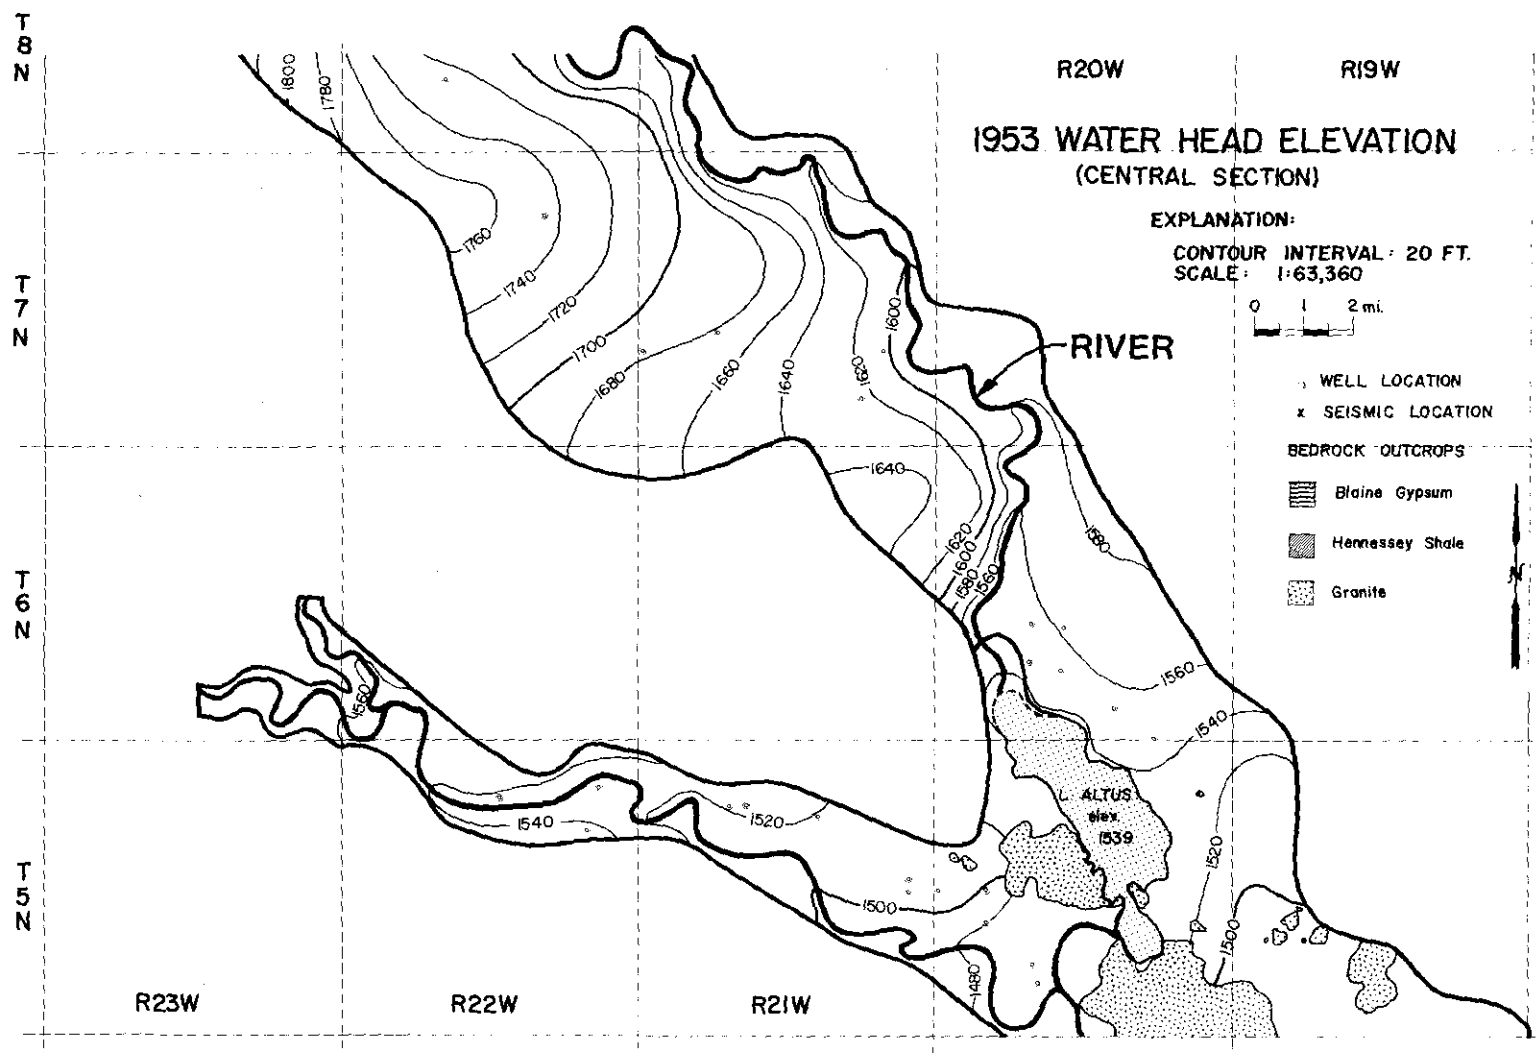 T
8
N
R20W
R19W
1953 WATER HEAD ELEVATION
(CENTRAL SECTION)
EXPLANATION:
CONTOUR INTERVAL: 20 FT.
SCALE: 1:63,360
0 1 2 mi.
RIVER
WELL LOCATION
x SEISMIC LOCATION
BEDROCK OUTCROPS
Blaine Gypsum
Hennessey Shale
Granite
N
1800
1780
1760
1740
1720
1700
1680
1660
1640
1620
1600
T
7
N
1640
1620
1600
1580
1560
1580
1560
1540
T
6
N
1560
1540
1520
1500
1480
L. ALTUS
elev.
1539
1520
1500
T
5
N
R23W
R22W
R21W